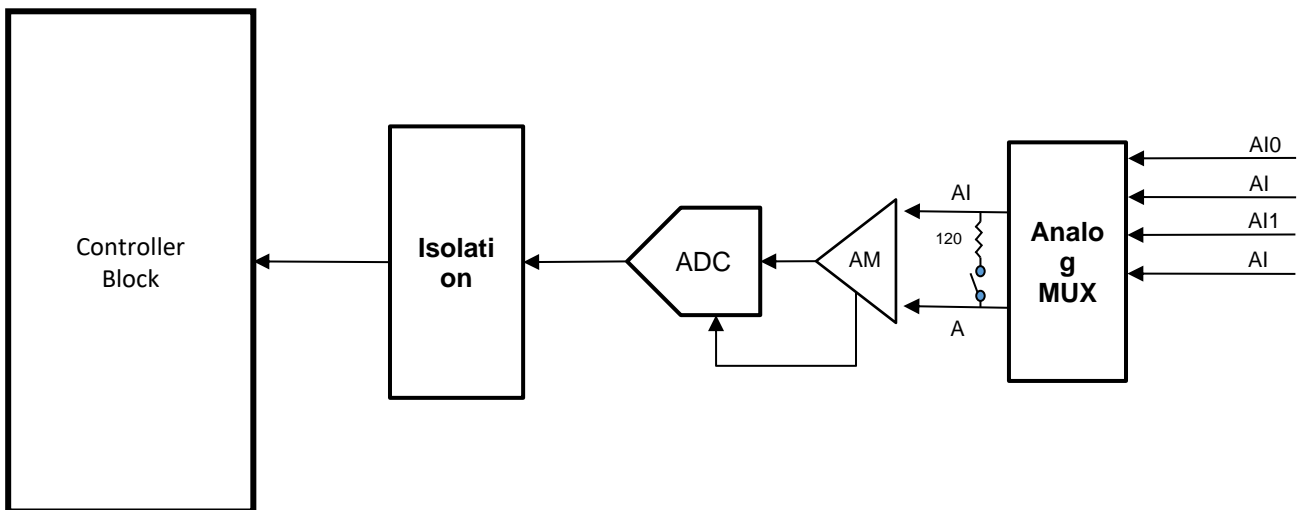 Controller
Block
Isolati
on
ADC
AM
AI
120
A
Analo
g
MUX
AI0
AI
AI1
AI